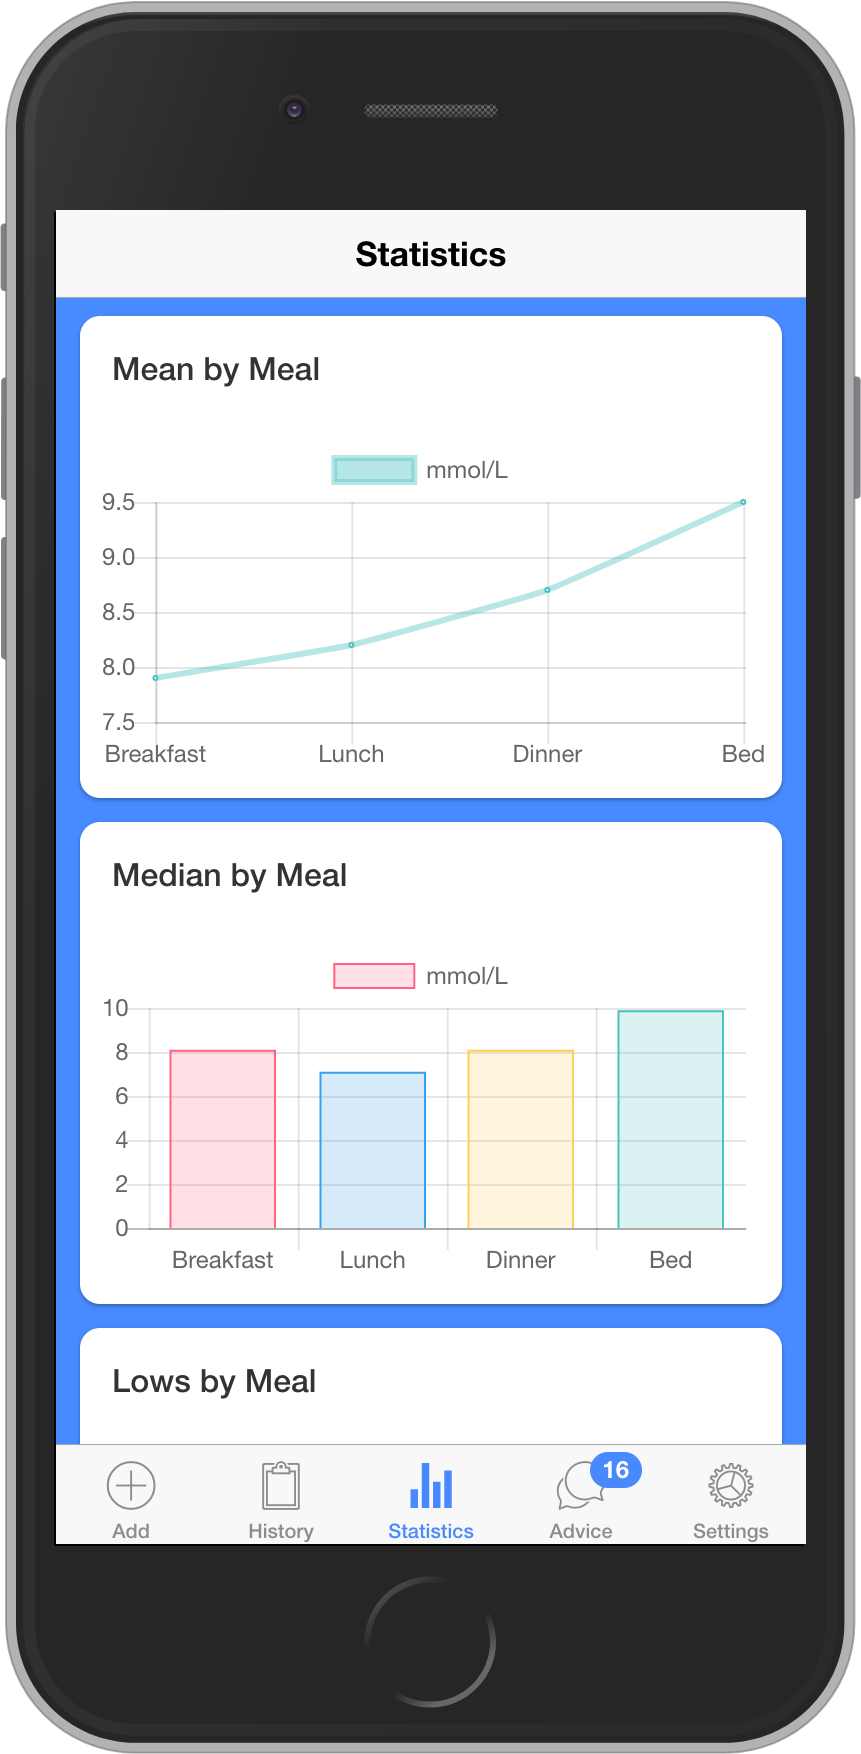 Statistics
Mean by Meal
mmol/L
9.5
9.0
8.5
8.0
7.5
Breakfast Lunch Dinner Bed
Median by Meal
mmol/L
10
8
6
4
2
0
Breakfast Lunch Dinner Bed
Lows by Meal
16
Add History Statistics Advice Settings